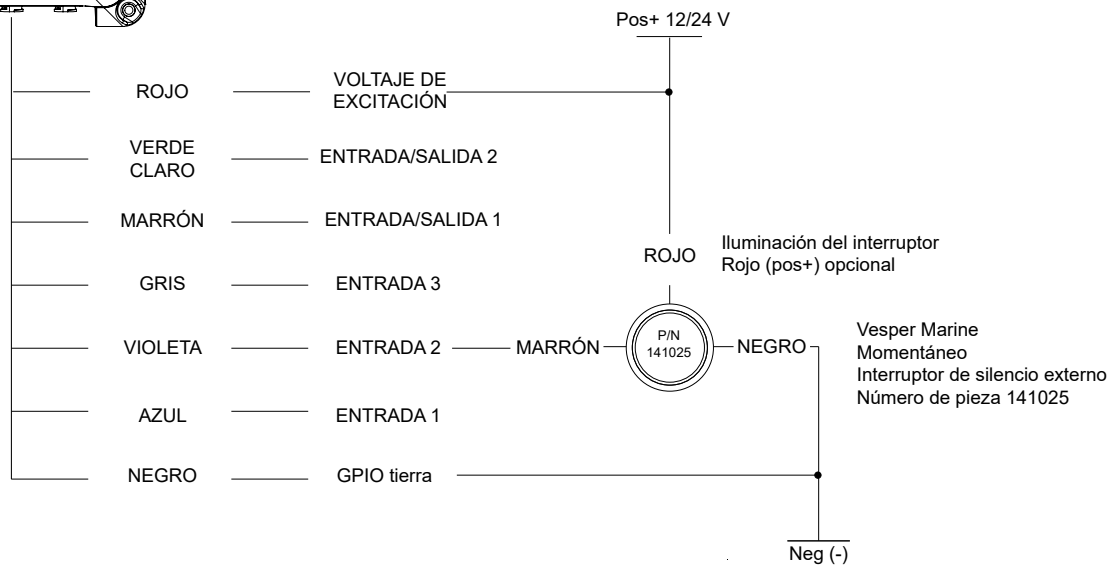 Pos+ 12/24 V
ROJO
VOLTAJE DE
EXCITACIÓN
VERDE
CLARO
ENTRADA/SALIDA 2
MARRÓN
ENTRADA/SALIDA 1
ROJO
Iluminación del interruptor
Rojo (pos+) opcional
GRIS
ENTRADA 3
VIOLETA
ENTRADA 2
MARRÓN
P/N
141025
NEGRO
Vesper Marine
Momentáneo
Interruptor de silencio externo
Número de pieza 141025
AZUL
ENTRADA 1
NEGRO
GPIO tierra
Neg (-)